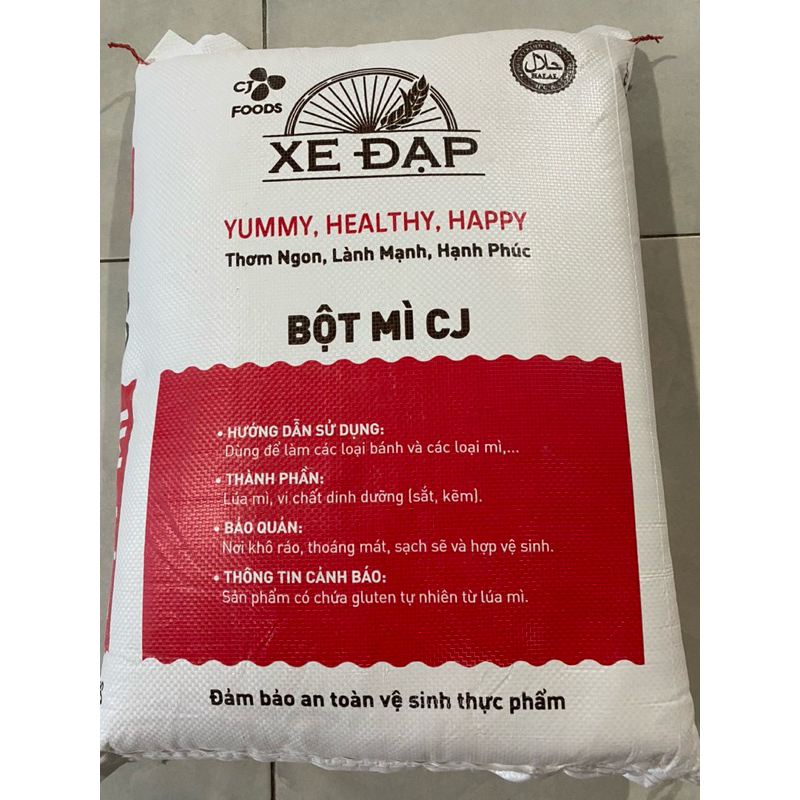 CJ
FOODS
حلال
HALAL
XE ĐẠP
YUMMY, HEALTHY, HAPPY
Thơm Ngon, Lành Mạnh, Hạnh Phúc
BỘT MÌ CJ
• HƯỚNG DẪN SỬ DỤNG:
Dùng để làm các loại bánh và các loại mì,...
• THÀNH PHẦN:
Lúa mì, vi chất dinh dưỡng (sắt, kẽm).
• BẢO QUẢN:
Nơi khô ráo, thoáng mát, sạch sẽ và hợp vệ sinh.
• THÔNG TIN CẢNH BÁO:
Sản phẩm có chứa gluten tự nhiên từ lúa mì.
Đảm bảo an toàn vệ sinh thực phẩm